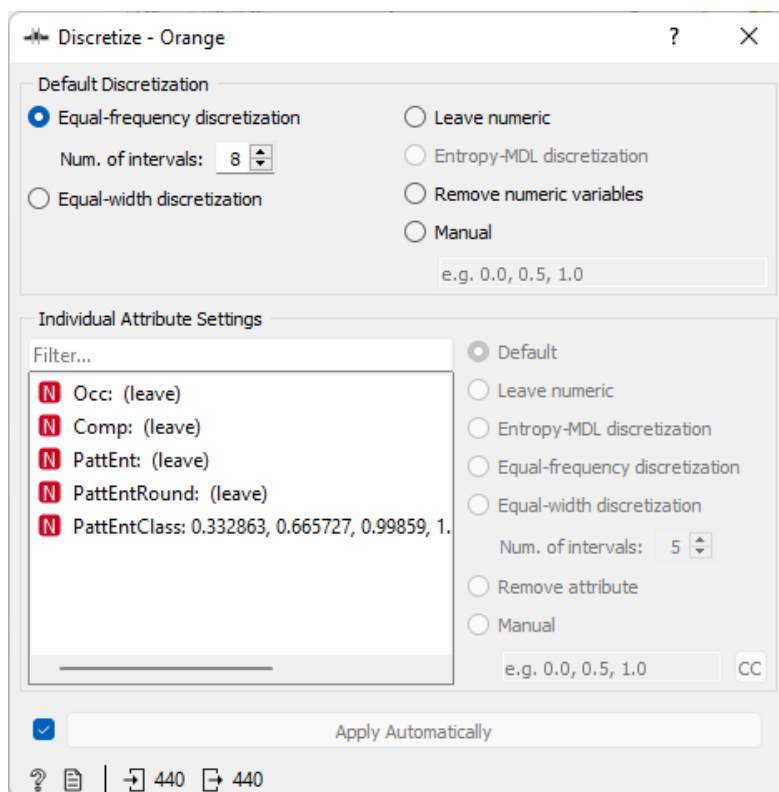 Discretize - Orange ?
Default Discretization
Equal-frequency discretization
Num. of intervals: 8
Equal-width discretization
Leave numeric
Entropy-MDL discretization
Remove numeric variables
Manual
e.g. 0.0, 0.5, 1.0
Individual Attribute Settings
Filter...
N Occ: (leave)
N Comp: (leave)
N PattEnt: (leave)
N PattEntRound: (leave)
N PattEntClass: 0.332863, 0.665727, 0.99859, 1.
Default
Leave numeric
Entropy-MDL discretization
Equal-frequency discretization
Equal-width discretization
Num. of intervals: 5
Remove attribute
Manual
e.g. 0.0, 0.5, 1.0 CC
Apply Automatically
? 440 440